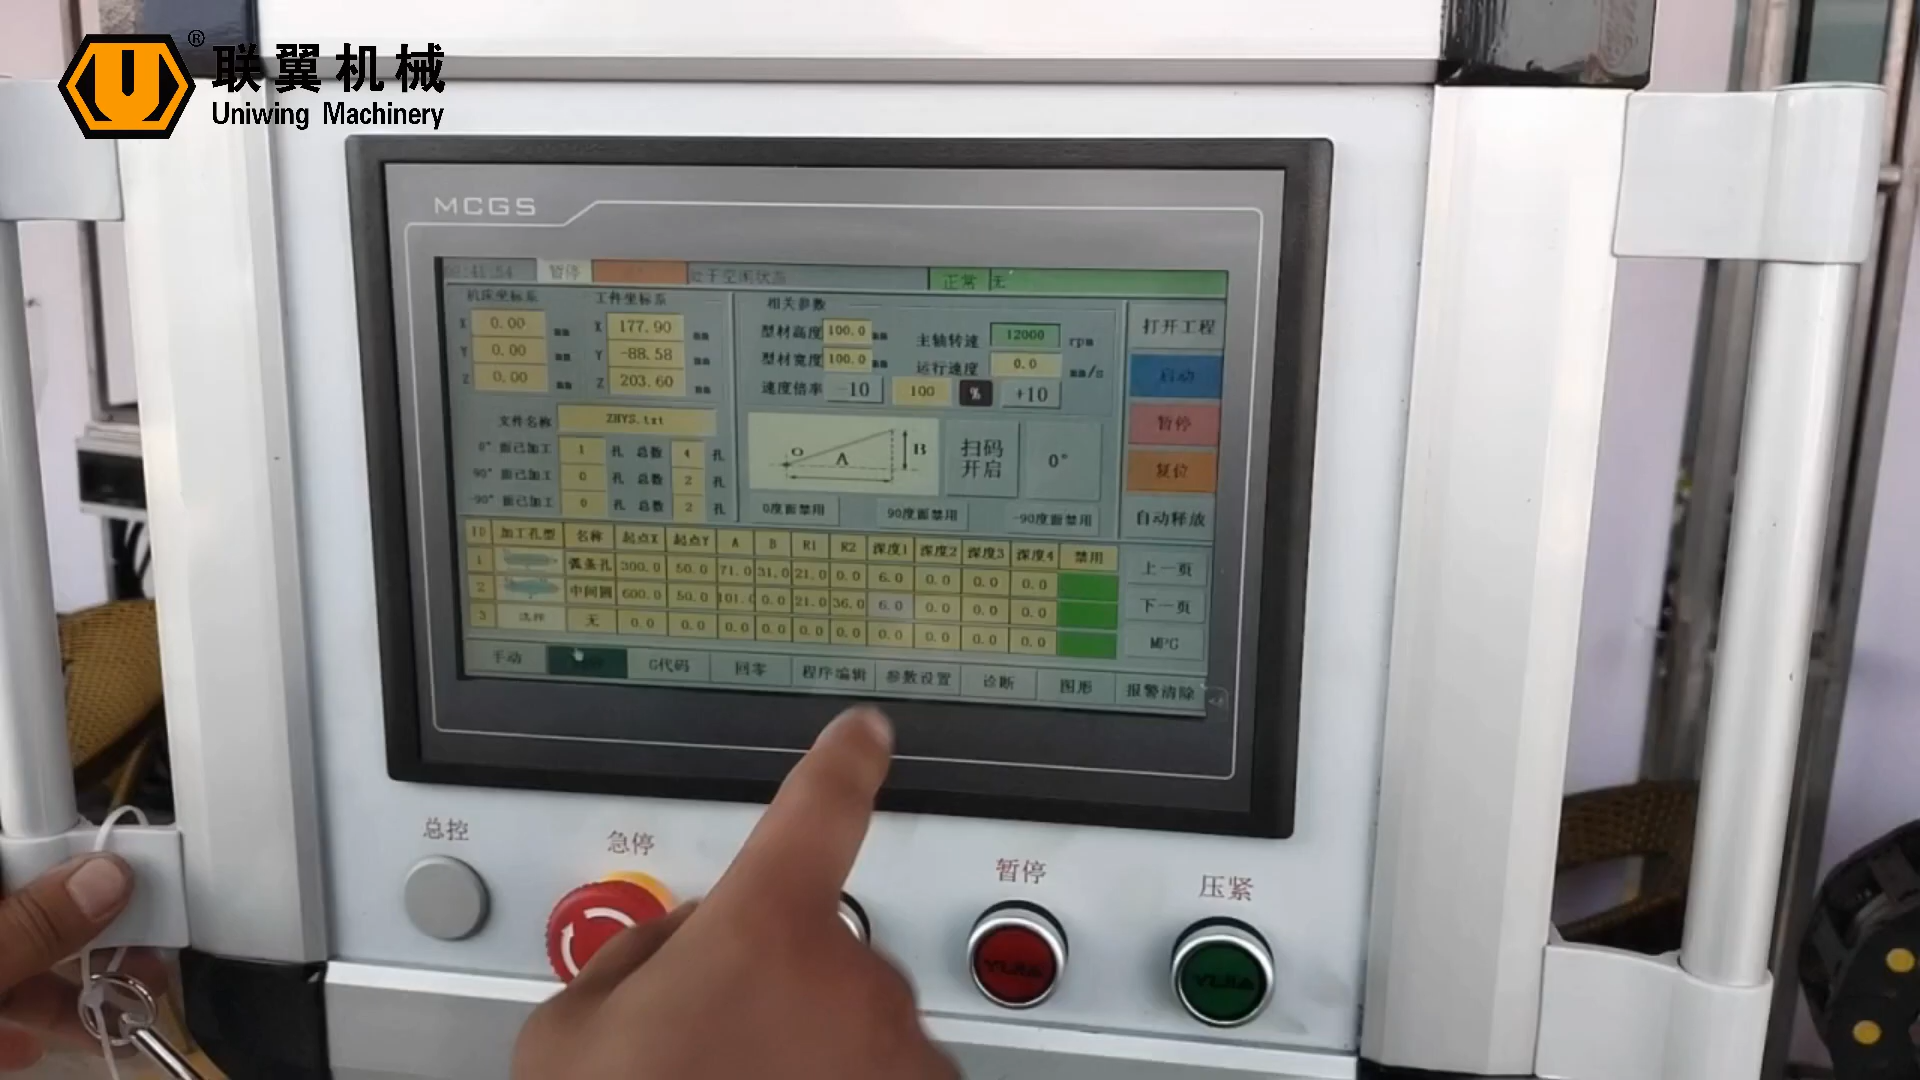 联翼机械®
Uniwing Machinery
MCGS
暂停 处于空闲状态 正常 无
机床坐标系 工件坐标系 相关参数
X 0.00 mm X 177.90 mm
Y 0.00 mm Y -88.58 mm
Z 0.00 mm Z 203.60 mm
型材高度 100.0 mm 主轴转速 12000 rpm
型材宽度 100.0 mm 运行速度 0.0 mm/s
速度倍率 -10 100 % +10
打开工程
启动
暂停
复位
自动释放
文件名称 ZHYS.txt
0° 面已加工 1 孔 总数 4 孔
90° 面已加工 0 孔 总数 2 孔
-90° 面已加工 0 孔 总数 2 孔
O A B
扫码
开启
0°
0度面禁用 90度面禁用 -90度面禁用
ID 加工孔型 名称 起点X 起点Y A B R1 R2 深度1 深度2 深度3 深度4 禁用
1 弧条孔 300.0 50.0 71.0 31.0 21.0 0.0 6.0 0.0 0.0 0.0
2 中间圆 600.0 50.0 101.0 0.0 21.0 36.0 6.0 0.0 0.0 0.0
3 选择 无 0.0 0.0 0.0 0.0 0.0 0.0 0.0 0.0 0.0 0.0
上一页
下一页
MPG
手动 G代码 回零 程序编辑 参数设置 诊断 图形 报警清除
总控
急停
暂停
压紧
YIJIA
YIJIA